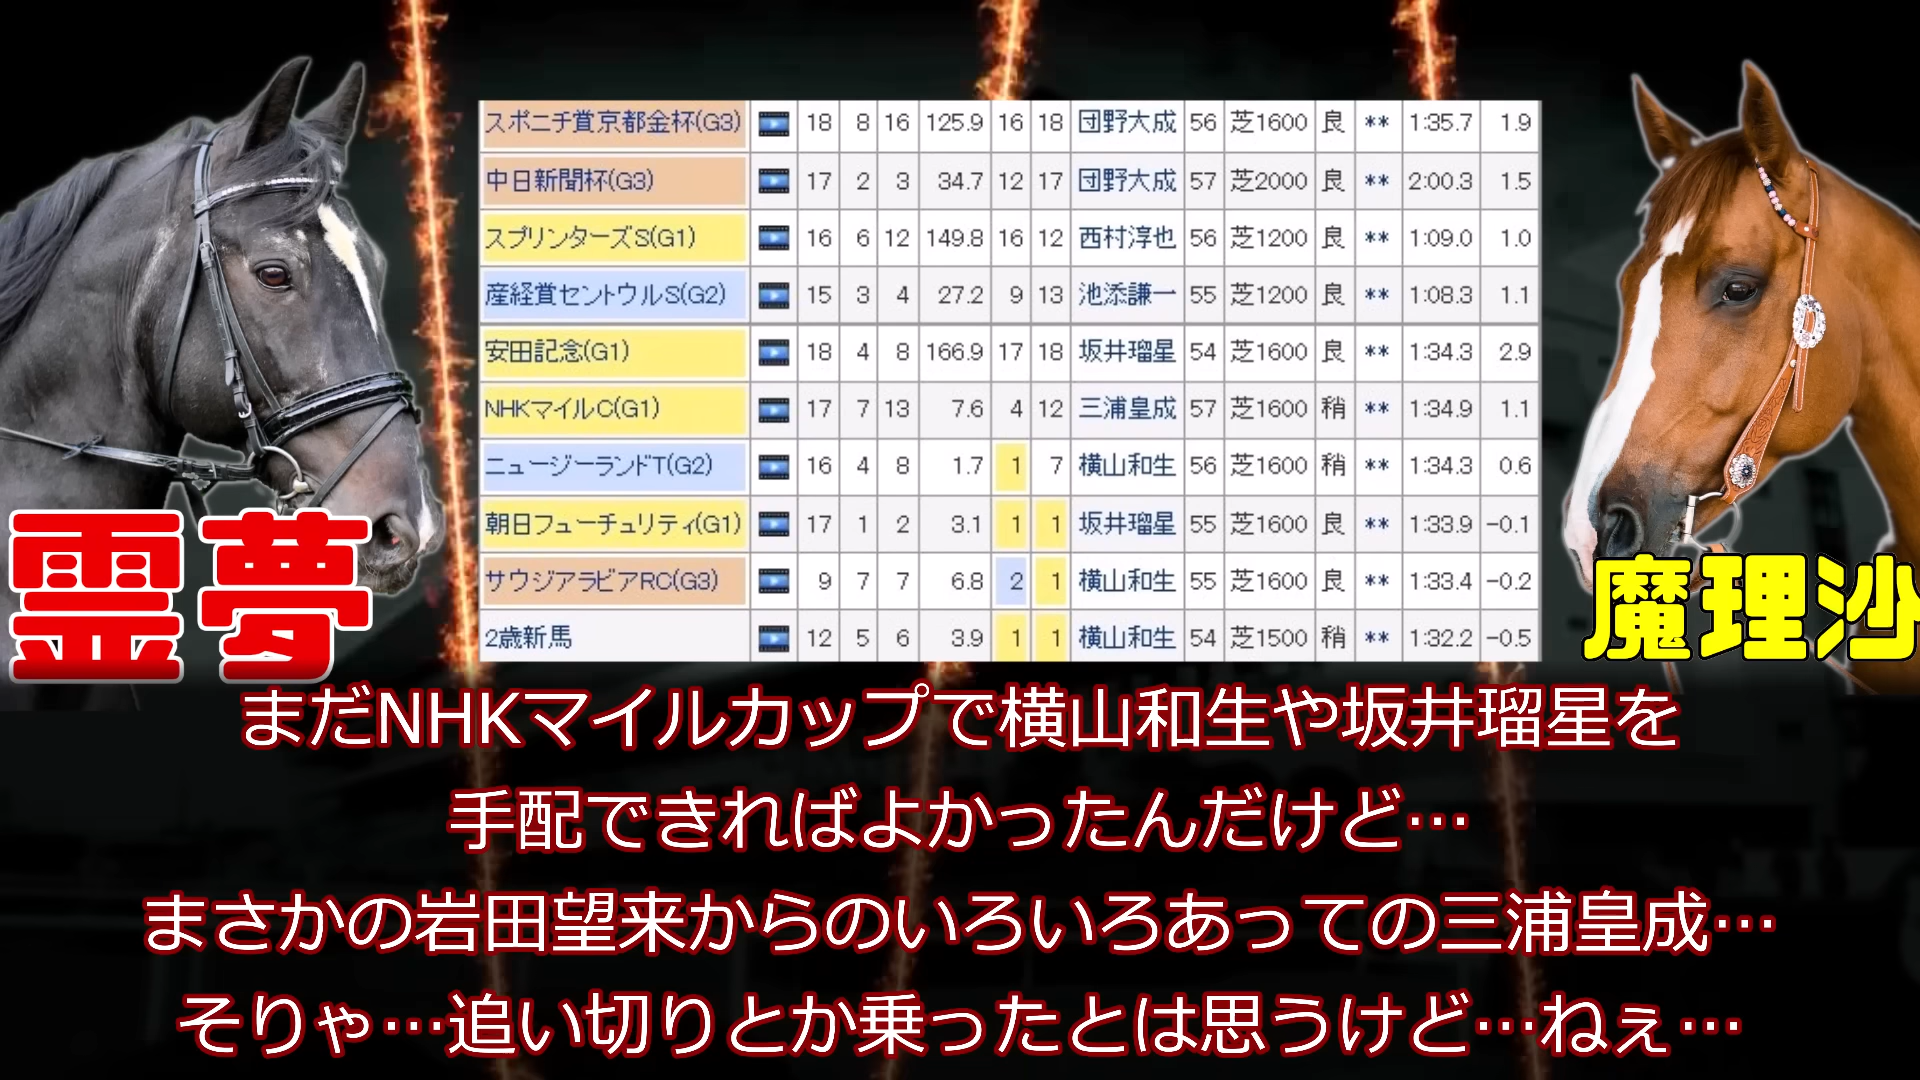 スポニチ賞京都金杯(G3) 18 8 16 125.9 16 18 団野大成 56 芝1600 良 ** 1:35.7 1.9
中日新聞杯(G3) 17 2 3 34.7 12 17 団野大成 57 芝2000 良 ** 2:00.3 1.5
スプリンターズS(G1) 16 6 12 149.8 16 12 西村淳也 56 芝1200 良 ** 1:09.0 1.0
産経賞セントウルS(G2) 15 3 4 27.2 9 13 池添謙一 55 芝1200 良 ** 1:08.3 1.1
安田記念(G1) 18 4 8 166.9 17 18 坂井瑠星 54 芝1600 良 ** 1:34.3 2.9
NHKマイルC(G1) 17 7 13 7.6 4 12 三浦皇成 57 芝1600 稍 ** 1:34.9 1.1
ニュージーランドT(G2) 16 4 8 1.7 1 7 横山和生 56 芝1600 稍 ** 1:34.3 0.6
朝日フューチュリティ(G1) 17 1 2 3.1 1 1 坂井瑠星 55 芝1600 良 ** 1:33.9 -0.1
サウジアラビアRC(G3) 9 7 7 6.8 2 1 横山和生 55 芝1600 良 ** 1:33.4 -0.2
2歳新馬 12 5 6 3.9 1 1 横山和生 54 芝1500 稍 ** 1:32.2 -0.5
霊夢
魔理沙
まだNHKマイルカップで横山和生や坂井瑠星を
手配できればよかったんだけど…
まさかの岩田望来からのいろいろあっての三浦皇成…
そりゃ…追い切りとか乗ったとは思うけど…ねぇ…